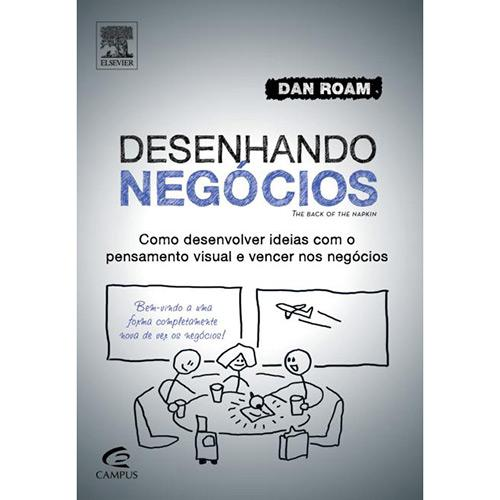 ELSEVIER
DAN ROAM
DESENHANDO
NEGÓCIOS
THE BACK OF THE NAPKIN
Como desenvolver ideias com o
pensamento visual e vencer nos negócios
Bem-vindo a uma
forma completamente
nova de ver os negócios!
CAMPUS